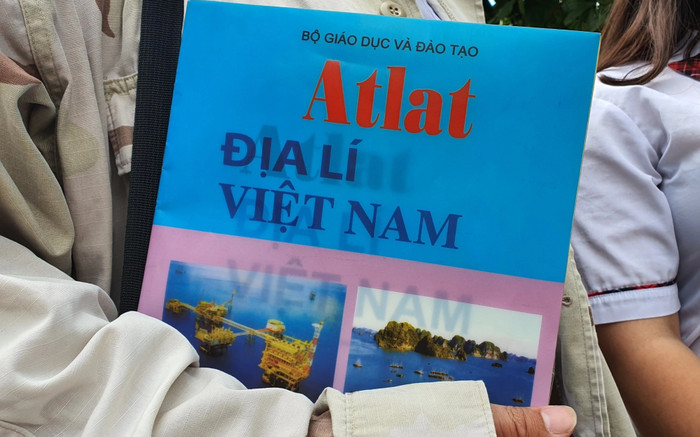 BỘ GIÁO DỤC VÀ ĐÀO TẠO
Atlat
ĐỊA LÍ
VIỆT NAM